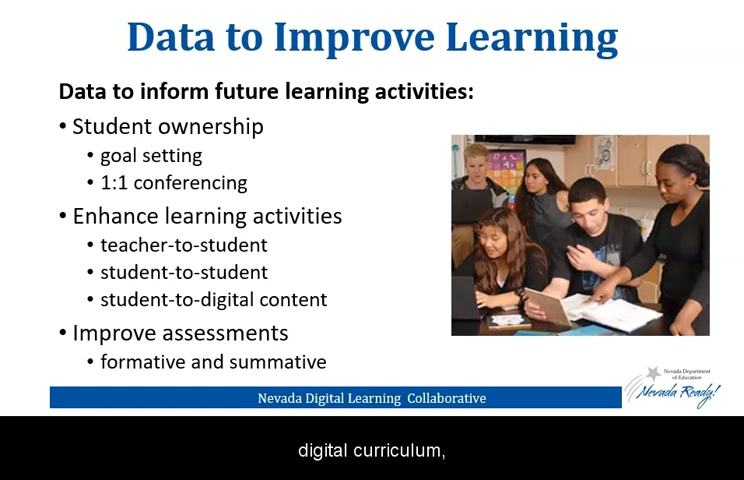 Data to Improve Learning
Data to inform future learning activities:
• Student ownership
• goal setting
• 1:1 conferencing
• Enhance learning activities
• teacher-to-student
• student-to-student
• student-to-digital content
• Improve assessments
• formative and summative
Nevada Department
of Education
Nevada Ready!
Nevada Digital Learning Collaborative
digital curriculum,